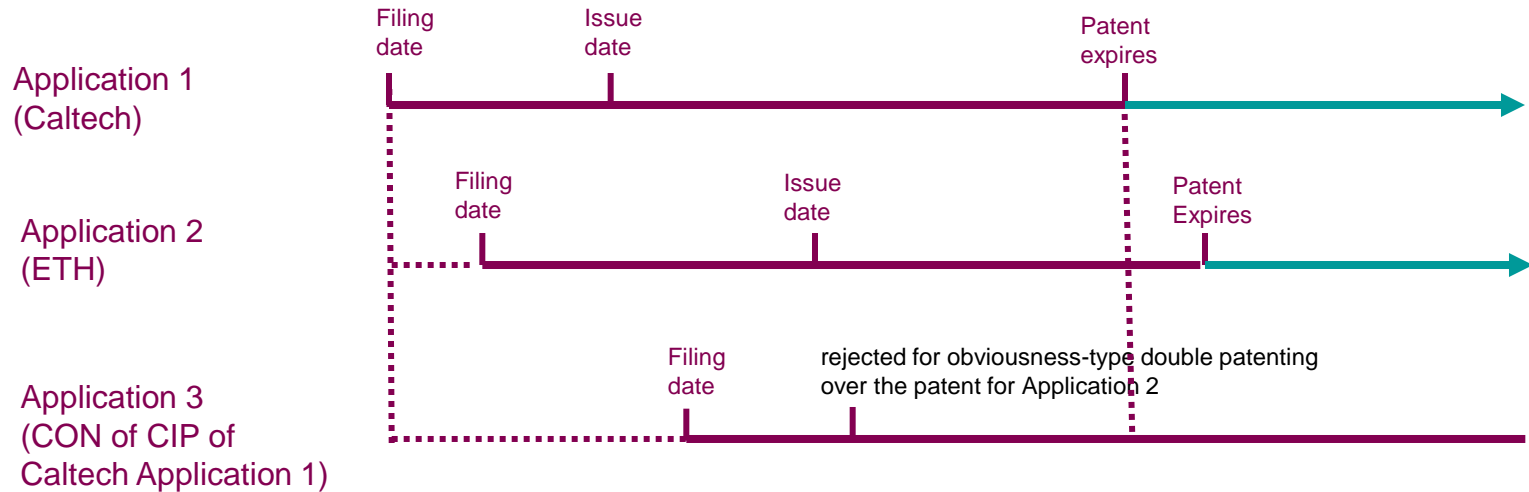 Filing
date
Issue
date
Patent
expires
Application 1
(Caltech)
Filing
date
Issue
date
Patent
Expires
Application 2
(ETH)
Filing
date
rejected for obviousness-type double patenting
over the patent for Application 2
Application 3
(CON of CIP of
Caltech Application 1)